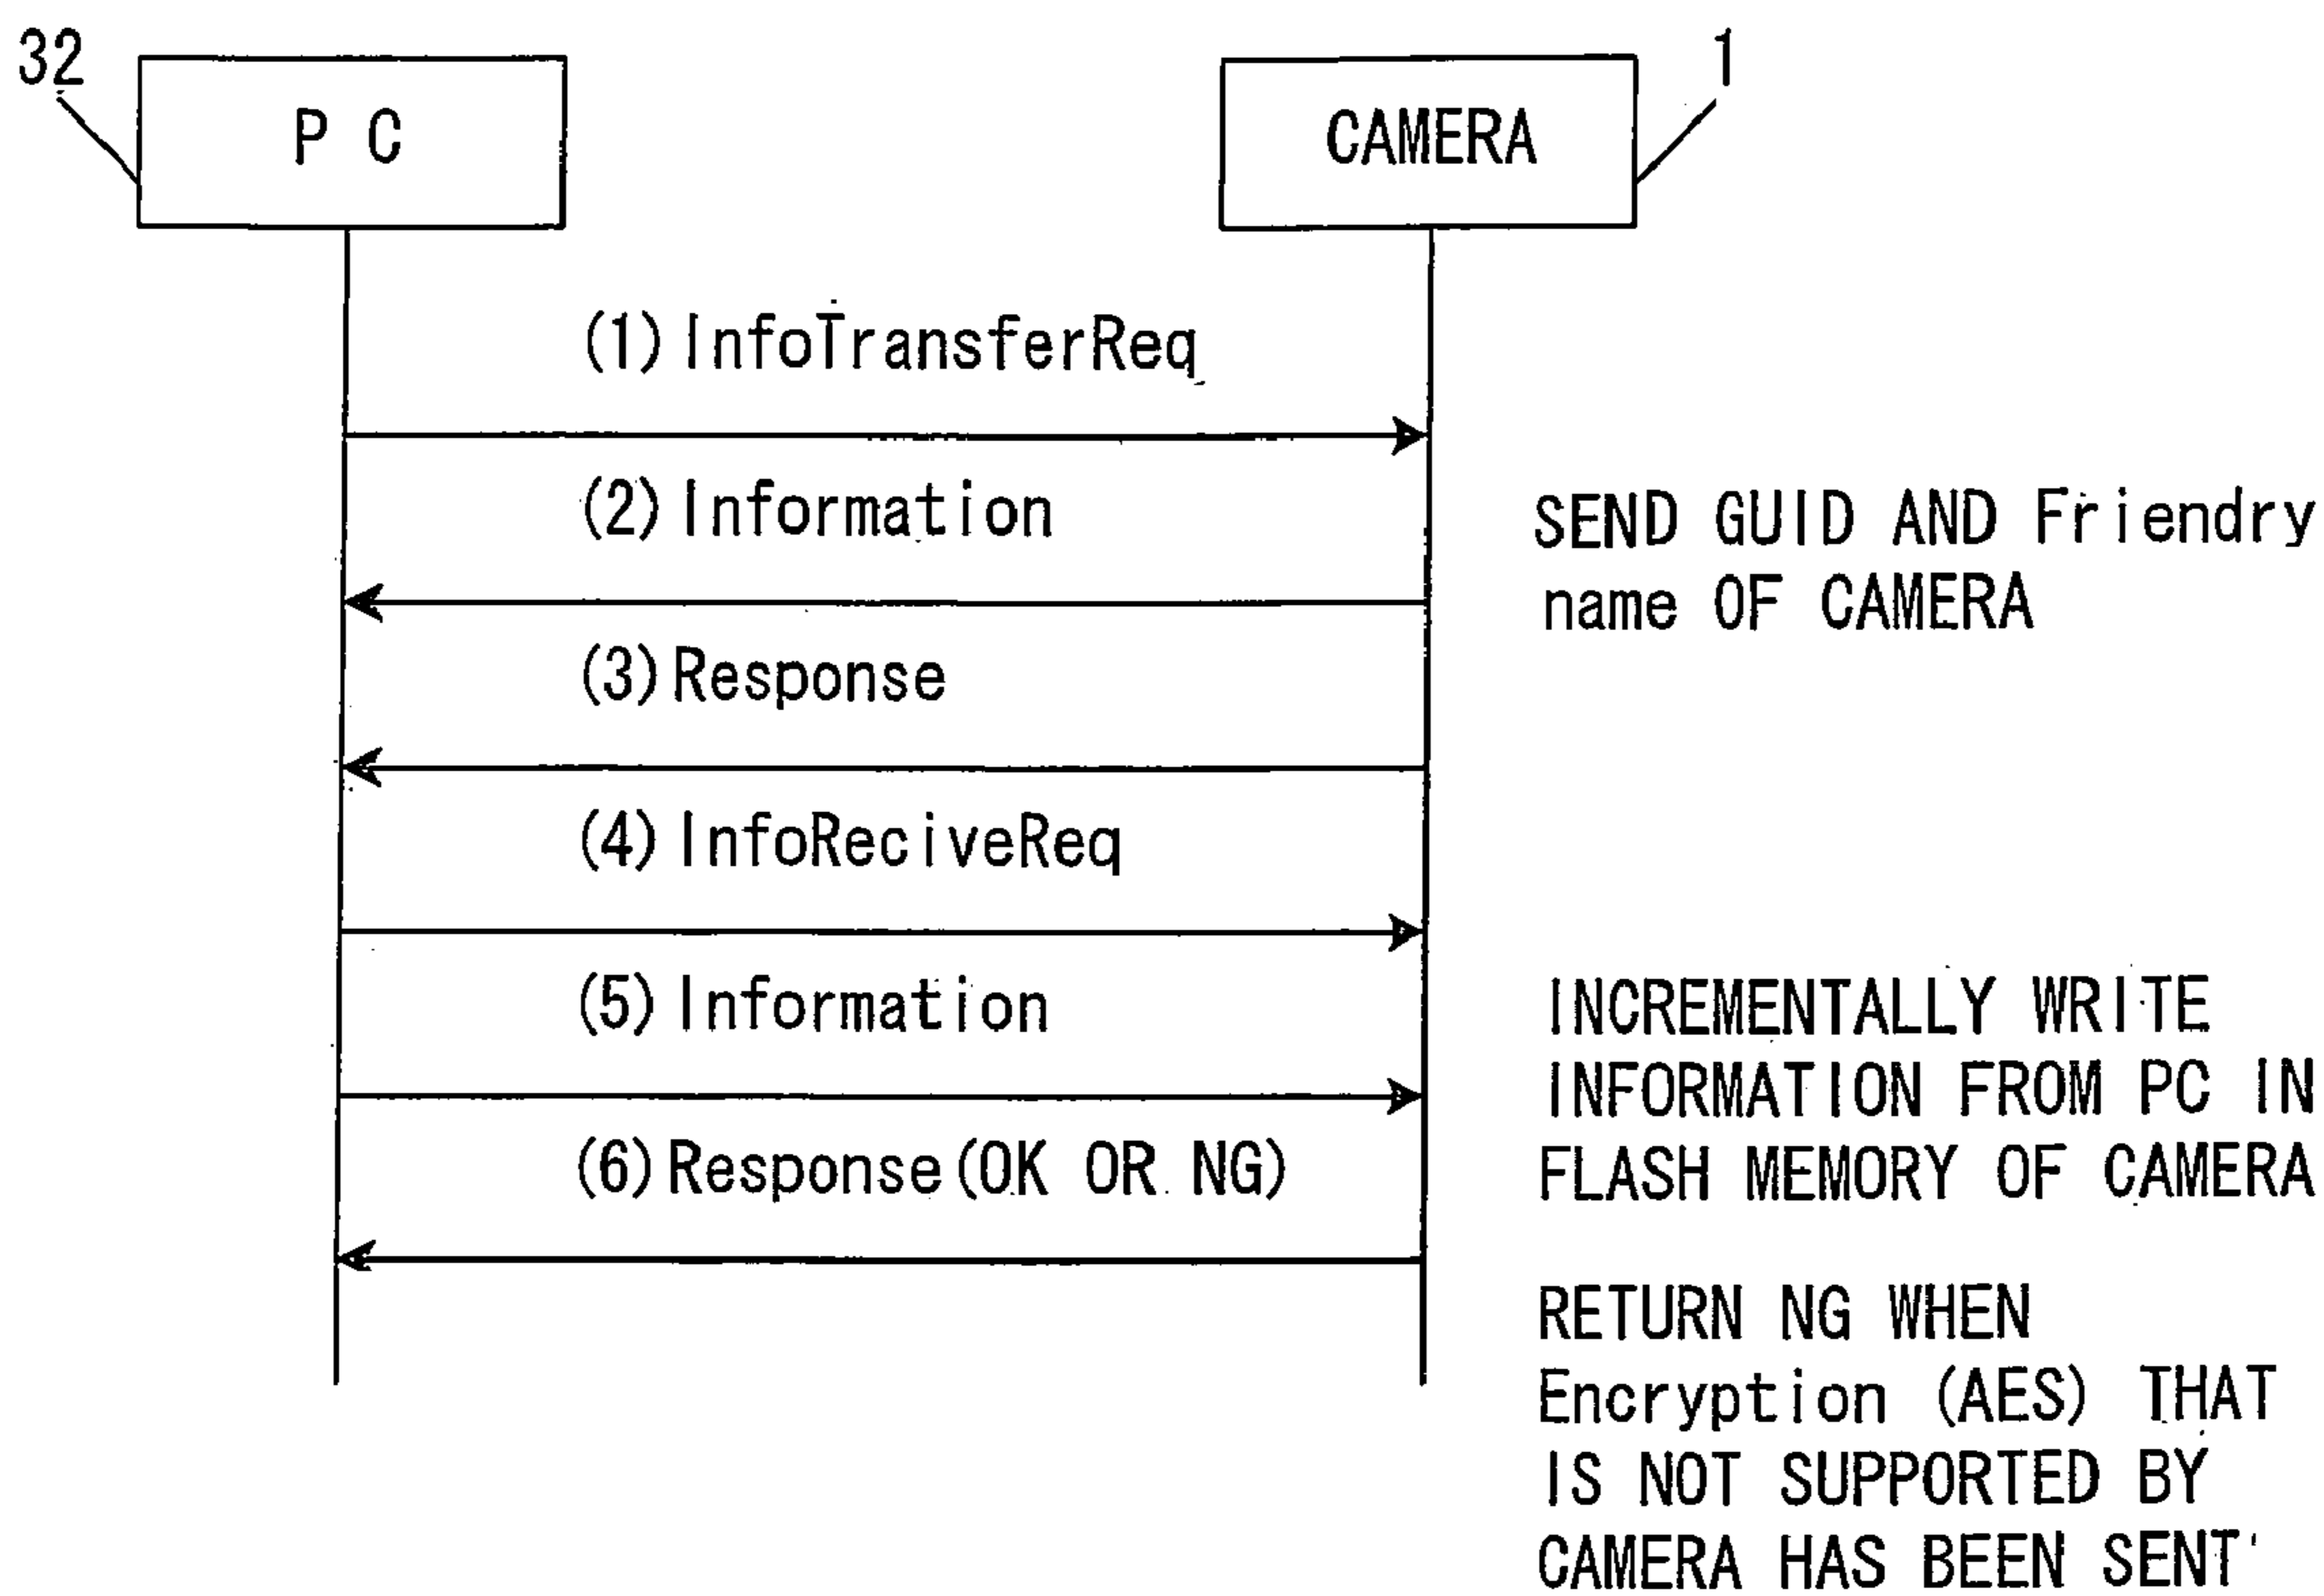 32
PC
CAMERA
1
(1) InfoTransferReq
(2) Information
SEND GUID AND Friendry
name OF CAMERA
(3) Response
(4) InfoReciveReq
(5) Information
INCREMENTALLY WRITE
INFORMATION FROM PC IN
FLASH MEMORY OF CAMERA
(6) Response (OK OR NG)
RETURN NG WHEN
Encryption (AES) THAT
IS NOT SUPPORTED BY
CAMERA HAS BEEN SENT